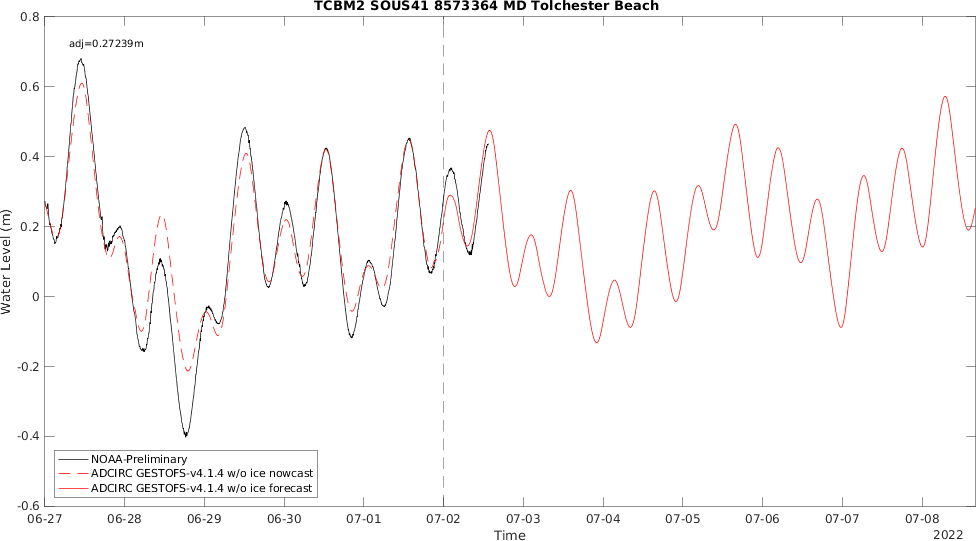 TCBM2 SOUS41 8573364 MD Tolchester Beach
adj=0.27239m
Water Level (m)
0.8
0.6
0.4
0.2
0
-0.2
-0.4
-0.6
NOAA-Preliminary
ADCIRC GESTOFS-v4.1.4 w/o ice nowcast
ADCIRC GESTOFS-v4.1.4 w/o ice forecast
06-27 06-28 06-29 06-30 07-01 07-02 07-03 07-04 07-05 07-06 07-07 07-08
Time
2022